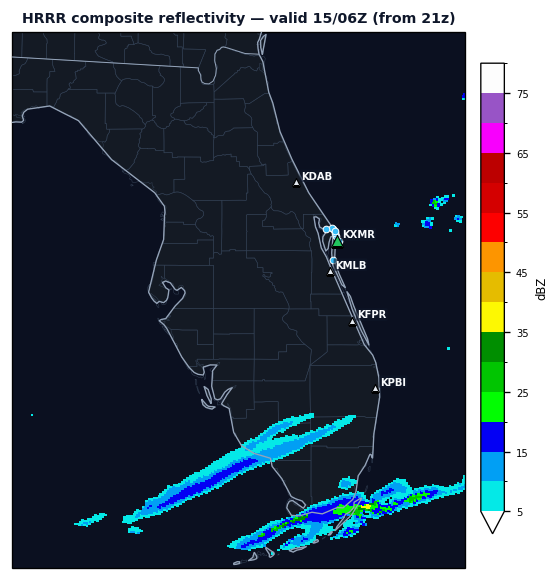 HRRR composite reflectivity — valid 15/06Z (from 21z)
KDAB
KXMR
KMLB
KFPR
KPBI
75
65
55
45
35
25
15
5
dBZ